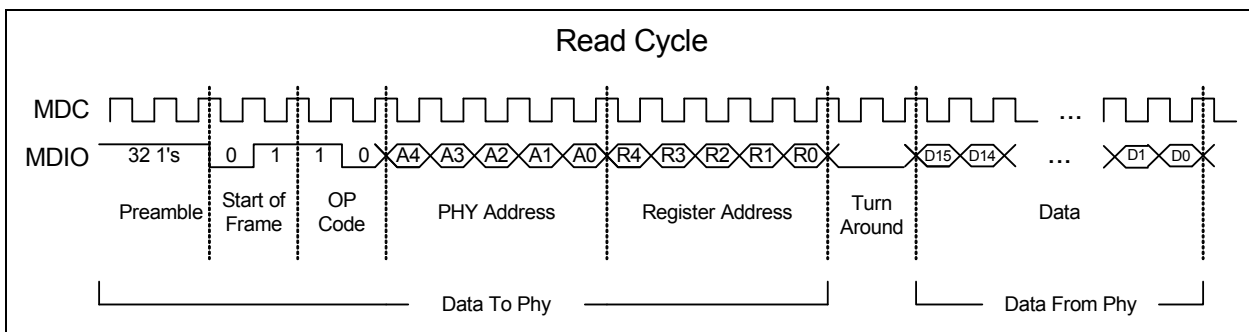 Read Cycle
MDC ...
MDIO 32 1's 0 1 1 0 A4 A3 A2 A1 A0 R4 R3 R2 R1 R0 D15 D14 ... D1 D0
Preamble Start of Frame OP Code PHY Address Register Address Turn Around Data
Data To Phy Data From Phy